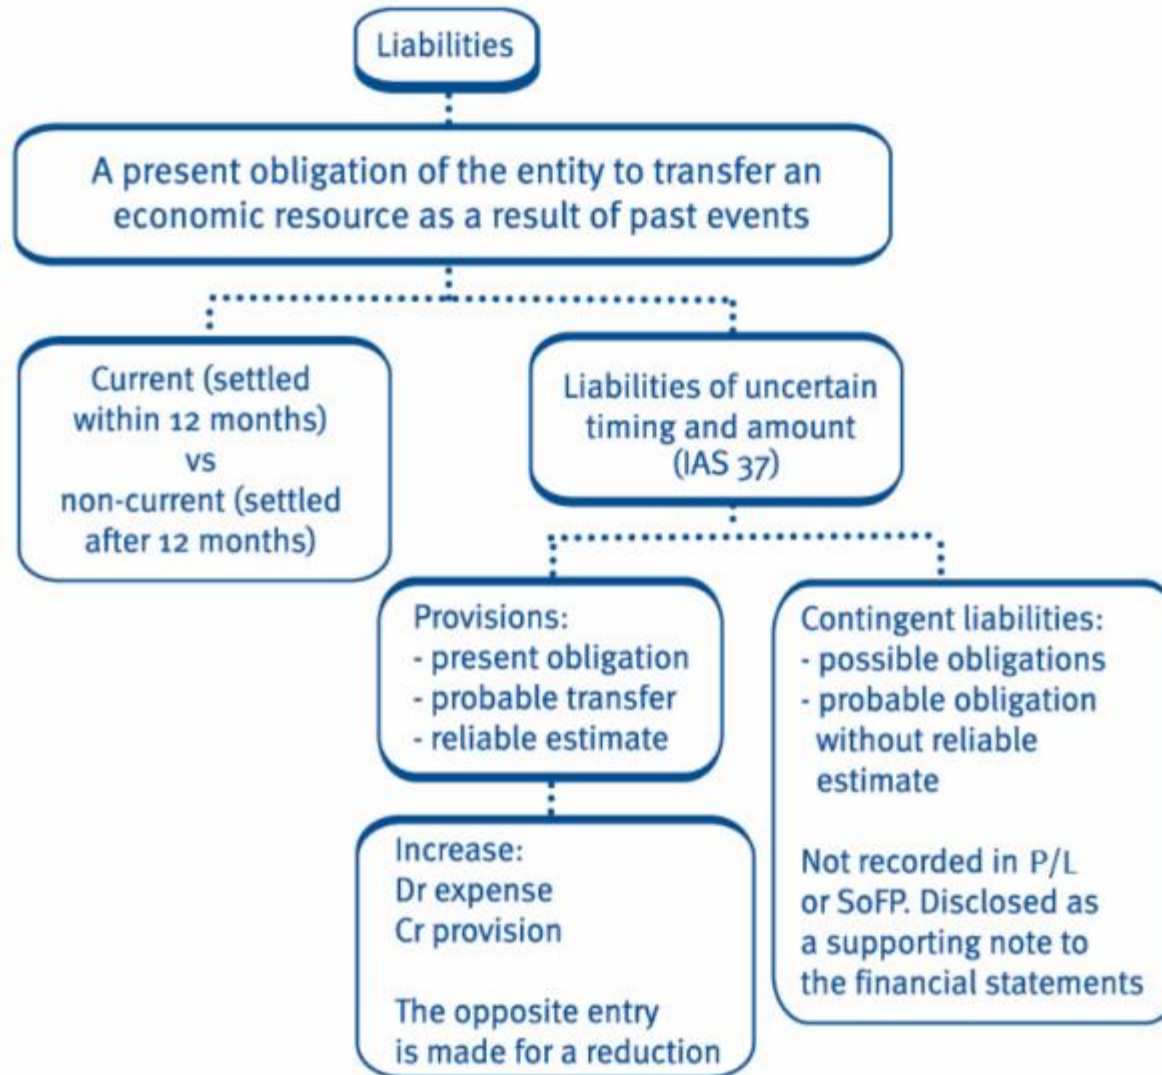 Liabilities
A present obligation of the entity to transfer an
economic resource as a result of past events
Current (settled
within 12 months)
vs
non-current (settled
after 12 months)
Liabilities of uncertain
timing and amount
(IAS 37)
Provisions:
- present obligation
- probable transfer
- reliable estimate
Contingent liabilities:
- possible obligations
- probable obligation
without reliable
estimate
Not recorded in P/L
or SoFP. Disclosed as
a supporting note to
the financial statements
Increase:
Dr expense
Cr provision
The opposite entry
is made for a reduction